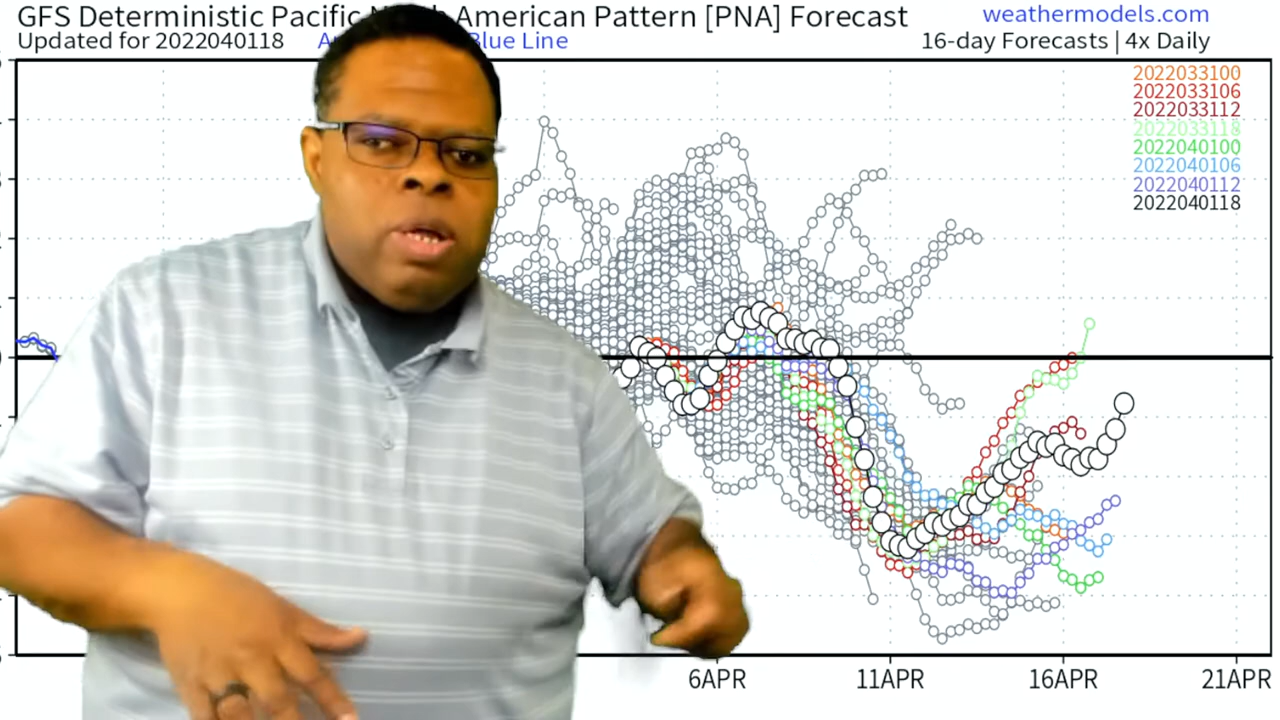 GFS Deterministic Pacific American Pattern [PNA] Forecast
weathermodels.com
Updated for 2022040118
Blue Line
16-day Forecasts | 4x Daily
2022033100
2022033106
2022033112
2022033118
2022040100
2022040106
2022040112
2022040118
6APR
11APR
16APR
21APR